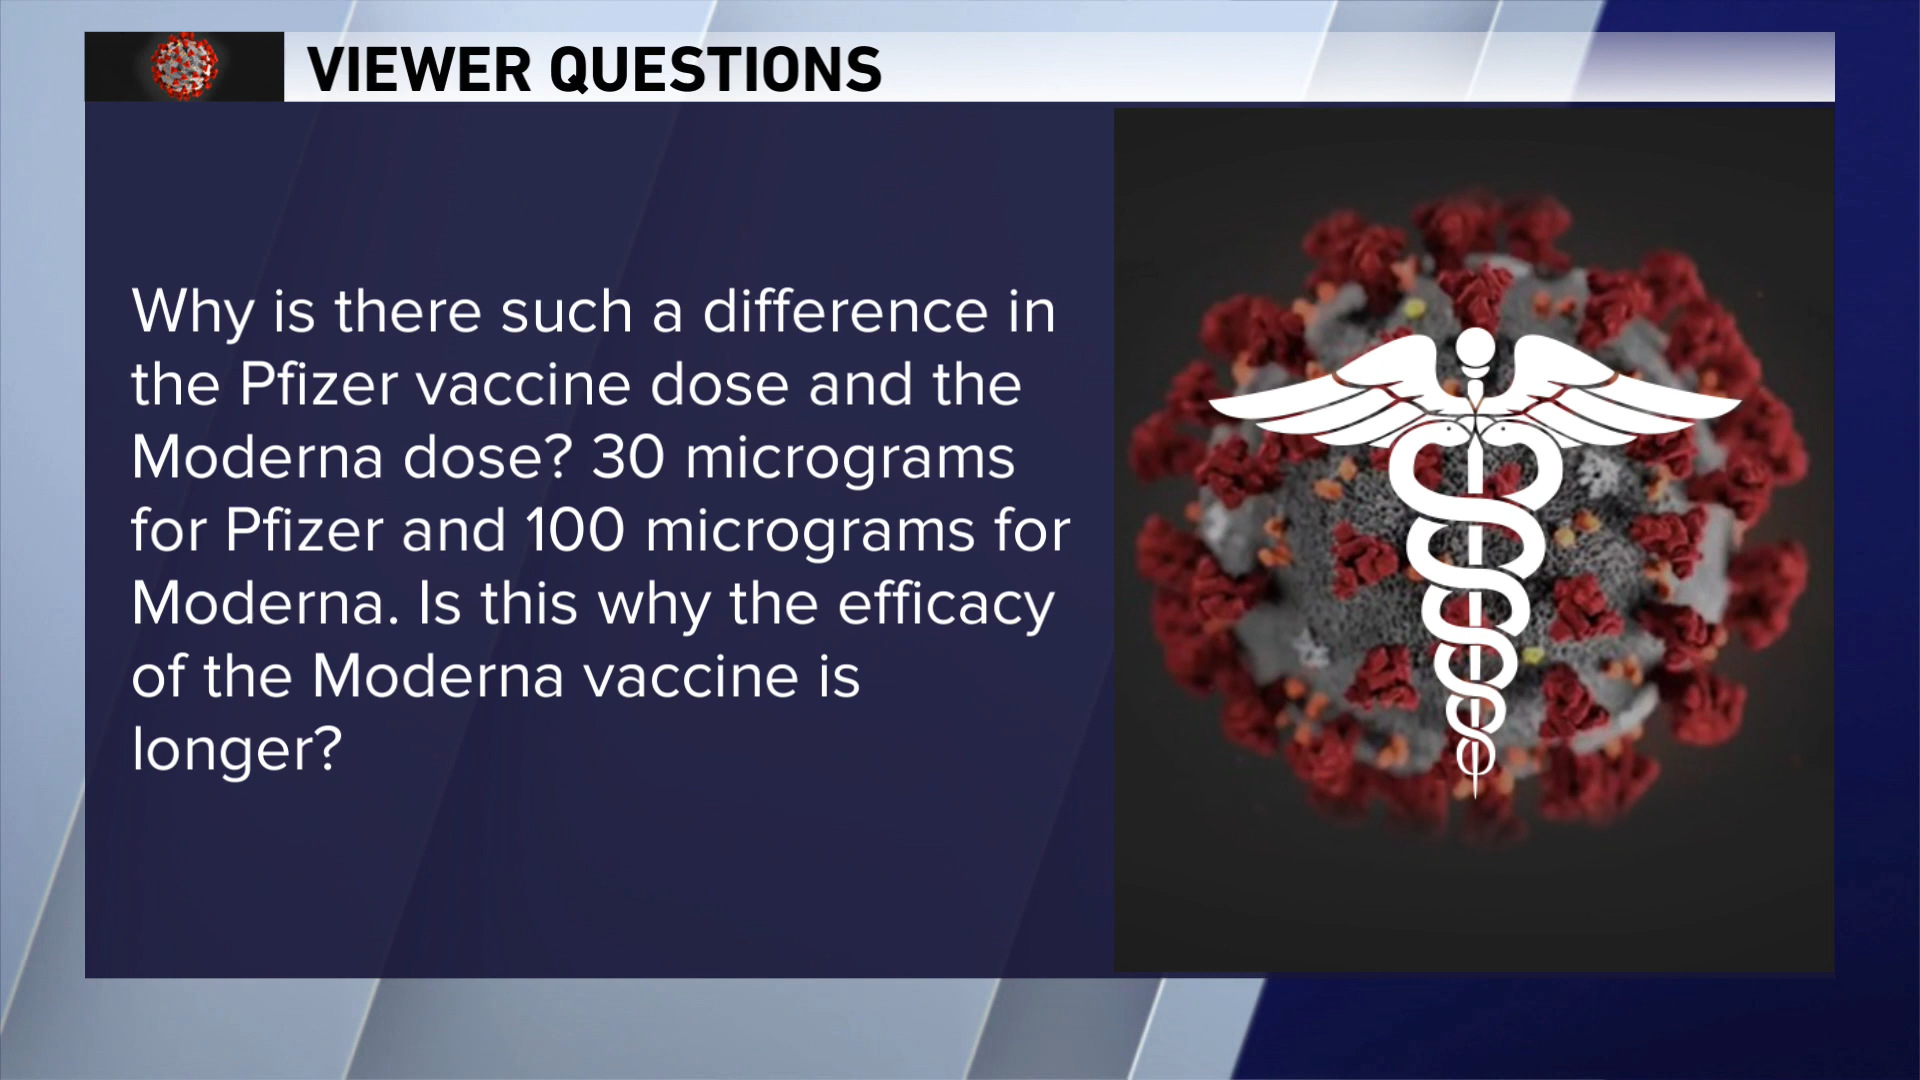 VIEWER QUESTIONS
Why is there such a difference in
the Pfizer vaccine dose and the
Moderna dose? 30 micrograms
for Pfizer and 100 micrograms for
Moderna. Is this why the efficacy
of the Moderna vaccine is
longer?